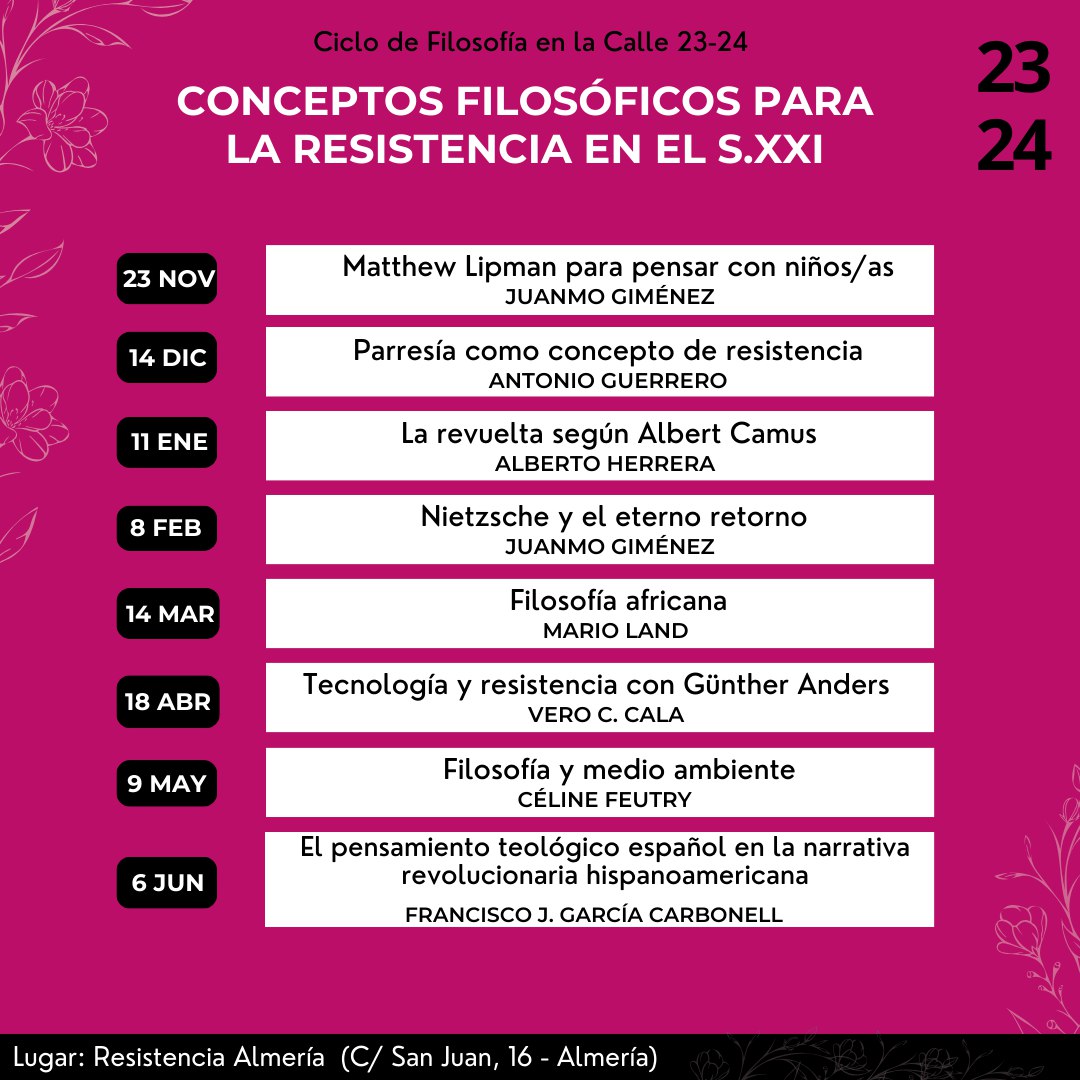 Ciclo de Filosofía en la Calle 23-24
23
24
CONCEPTOS FILOSÓFICOS PARA
LA RESISTENCIA EN EL S.XXI
23 NOV
Matthew Lipman para pensar con niños/as
JUANMO GIMÉNEZ
14 DIC
Parresía como concepto de resistencia
ANTONIO GUERRERO
11 ENE
La revuelta según Albert Camus
ALBERTO HERRERA
8 FEB
Nietzsche y el eterno retorno
JUANMO GIMÉNEZ
14 MAR
Filosofía africana
MARIO LAND
18 ABR
Tecnología y resistencia con Günther Anders
VERO C. CALA
9 MAY
Filosofía y medio ambiente
CÉLINE FEUTRY
6 JUN
El pensamiento teológico español en la narrativa
revolucionaria hispanoamericana
FRANCISCO J. GARCÍA CARBONELL
Lugar: Resistencia Almería (C/ San Juan, 16 - Almería)